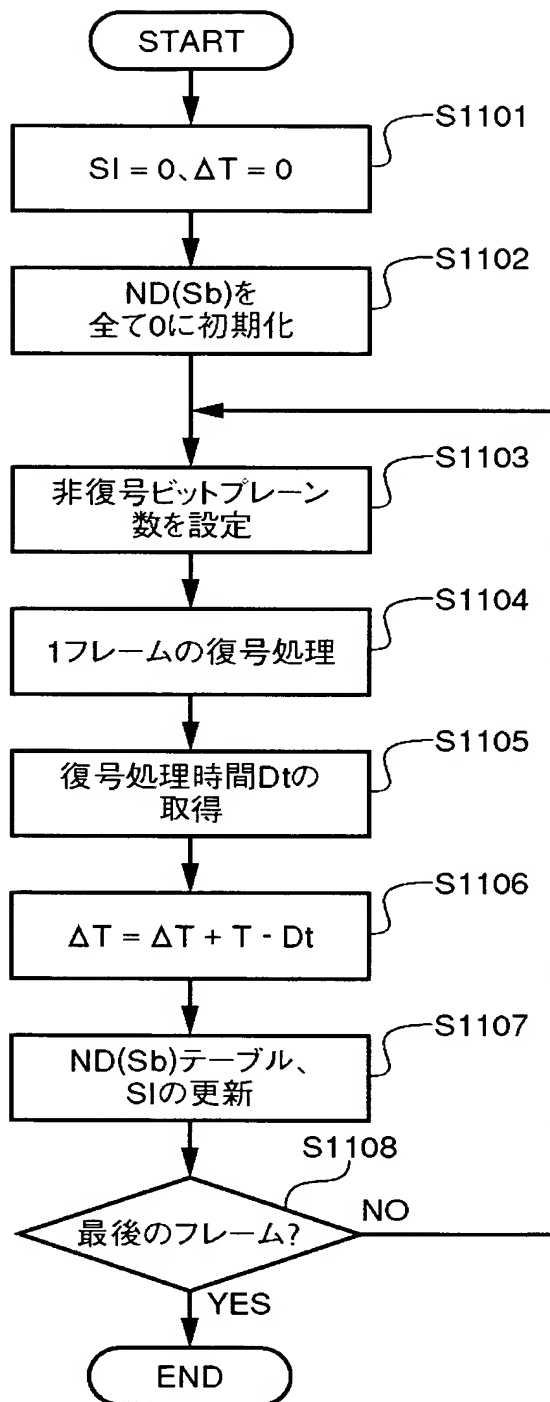 START
S1101
SI = 0、ΔT = 0
S1102
ND(Sb)を
全て0に初期化
S1103
非復号ビットプレーン
数を設定
S1104
1フレームの復号処理
S1105
復号処理時間Dtの
取得
S1106
ΔT = ΔT + T - Dt
S1107
ND(Sb)テーブル、
SIの更新
S1108
最後のフレーム?
NO
YES
END